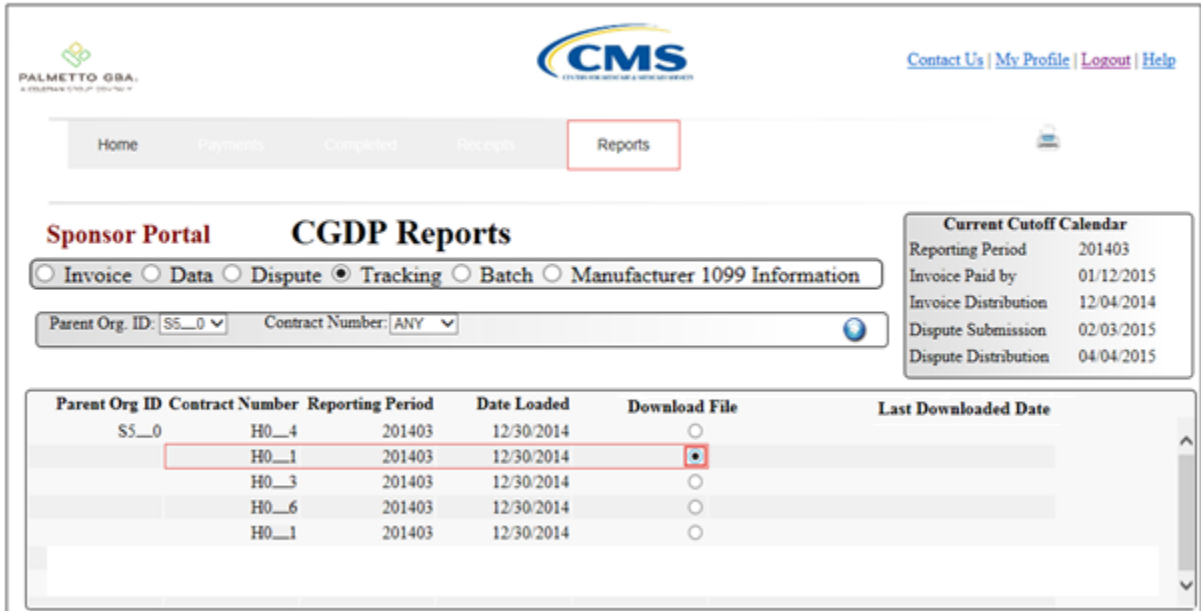 PALMETTO GBA.
CMS
CENTERS FOR MEDICARE & MEDICAID SERVICES
Contact Us | My Profile | Logout | Help
Home Payments Completed Receipts Reports
Sponsor Portal CGDP Reports
Invoice Data Dispute Tracking Batch Manufacturer 1099 Information
Parent Org. ID: S5__0 Contract Number: ANY
Current Cutoff Calendar
Reporting Period 201403
Invoice Paid by 01/12/2015
Invoice Distribution 12/04/2014
Dispute Submission 02/03/2015
Dispute Distribution 04/04/2015
Parent Org ID Contract Number Reporting Period Date Loaded Download File Last Downloaded Date
S5__0 H0__4 201403 12/30/2014
H0__1 201403 12/30/2014
H0__3 201403 12/30/2014
H0__6 201403 12/30/2014
H0__1 201403 12/30/2014